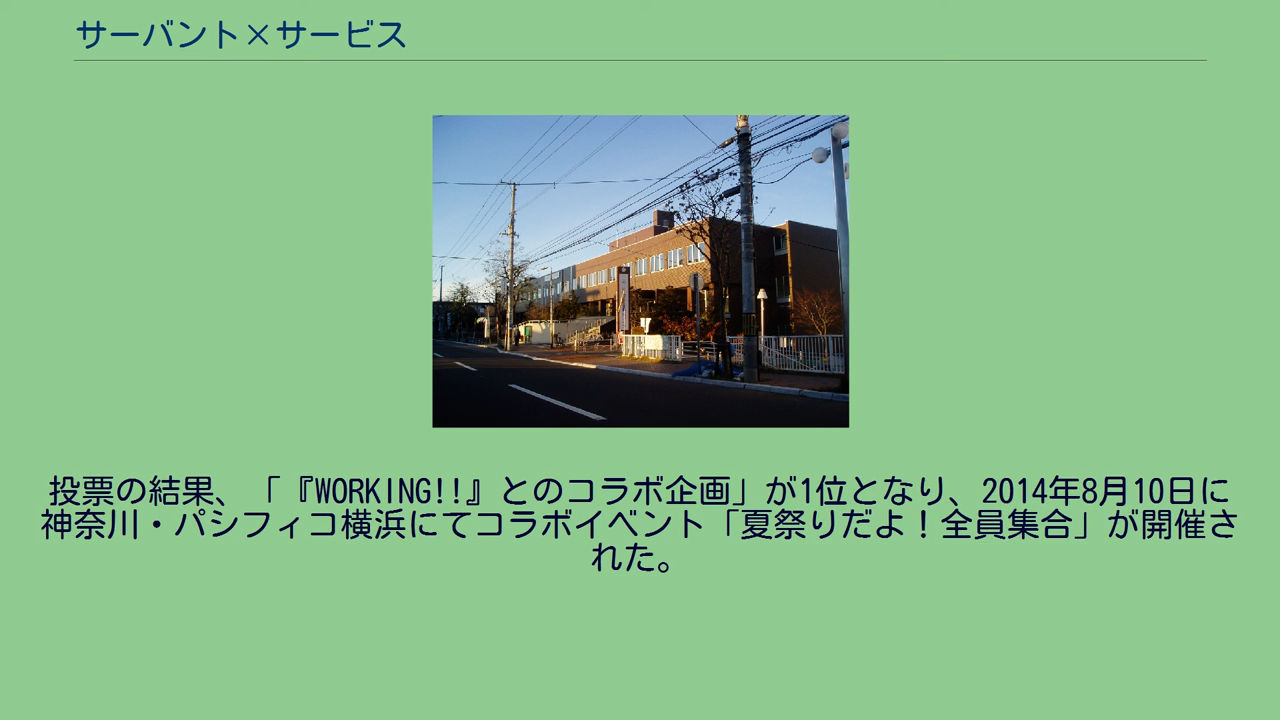 サーバント×サービス
投票の結果、「『WORKING!!』とのコラボ企画」が1位となり、2014年8月10日に
神奈川・パシフィコ横浜にてコラボイベント「夏祭りだよ！全員集合」が開催さ
れた。